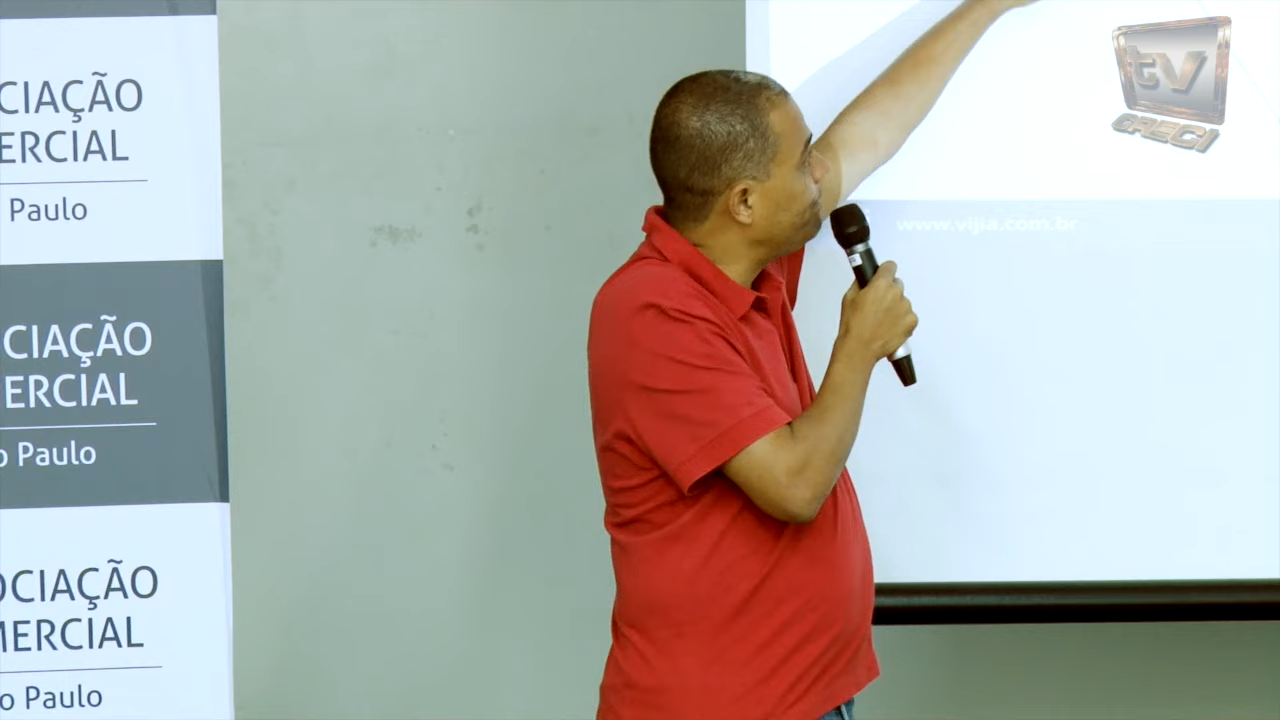 CIAÇÃO
ERCIAL
Paulo
CIAÇÃO
ERCIAL
o Paulo
OCIAÇÃO
MERCIAL
o Paulo
www.vijia.com.br
tv
CRECI